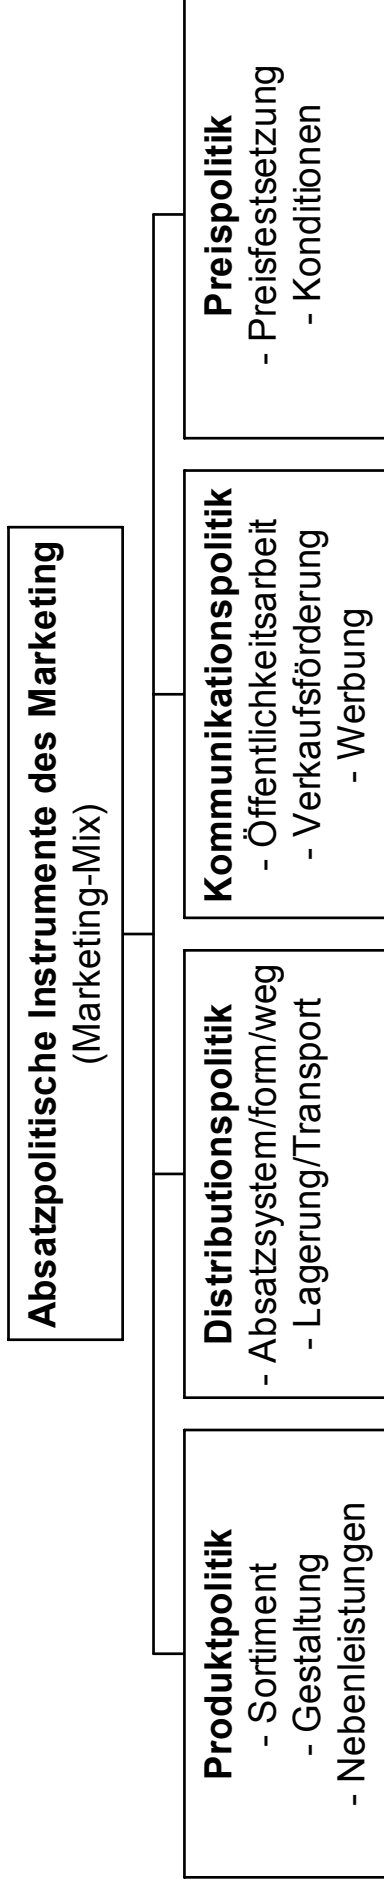 Absatzpolitische Instrumente des Marketing
(Marketing-Mix)
Produktpolitik
- Sortiment
- Gestaltung
- Nebenleistungen
Distributionspolitik
- Absatzsystem/form/weg
- Lagerung/Transport
Kommunikationspolitik
- Öffentlichkeitsarbeit
- Verkaufsförderung
- Werbung
Preispolitik
- Preisfestsetzung
- Konditionen